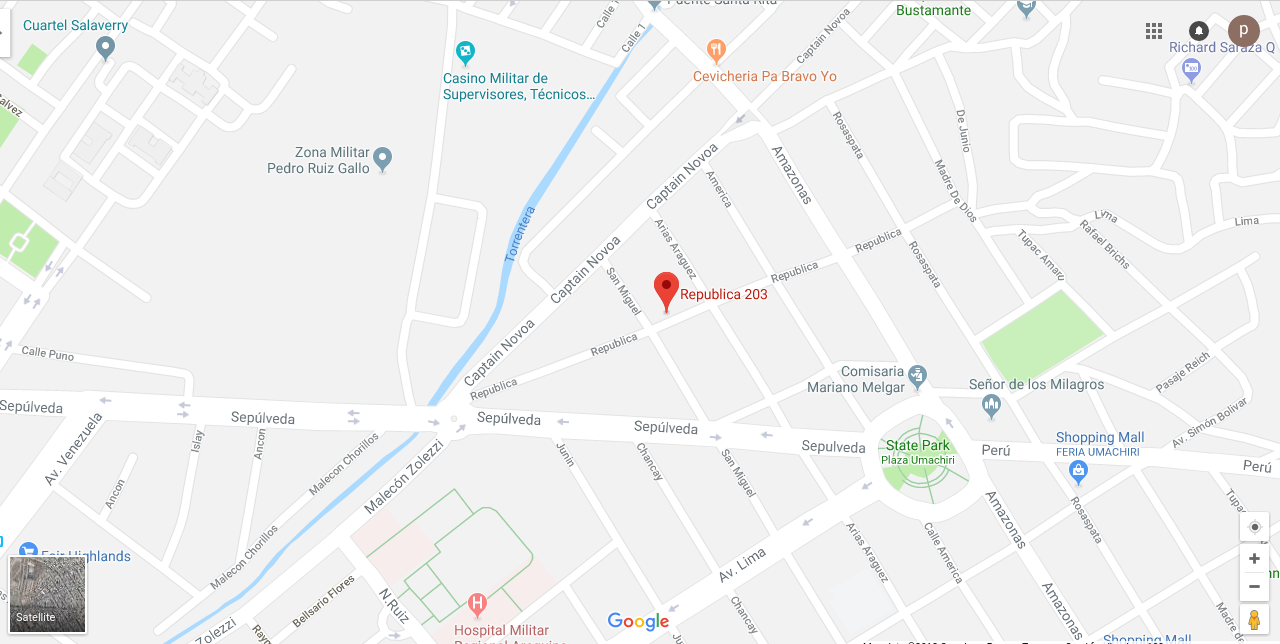 Puente Santa Rita
Bustamante
Cuartel Salaverry
Calle 1
Captain Novoa
Richard Saraza Q
Casino Militar de
Supervisores, Técnicos...
Cevicheria Pa Bravo Yo
p
Zona Militar
Pedro Ruiz Gallo
Captain Novoa
Amazonas
Rosaspata
De Junio
Madre De Dios
America
Torrentera
Arias Araguez
Captain Novoa
San Miguel
Republica
Republica
Rosaspata
Tupac Amaru
Lima
Rafael Brichs
Republica 203
Calle Puno
Captain Novoa
Republica
Republica
Comisaria
Mariano Melgar
Señor de los Milagros
Pasaje Reich
Av. Simón Bolivar
Sepúlveda
Sepúlveda
Sepúlveda
Sepúlveda
Sepulveda
State Park
Plaza Umachiri
Perú
Perú
Shopping Mall
FERIA UMACHIRI
Av. Venezuela
Islay
Ancon
Ancon
Malecon Chorillos
Malecón Zolezzi
Junin
Chancay
San Miguel
Malecon Chorillos
Fair Highlands
Satellite
Bellsario Flores
N.Ruiz
Hospital Militar
Av. Lima
Chancay
Arias Araguez
Calle America
Amazonas
Amazonas
Rosaspata
Zolezzi
Google
Shopping Mall